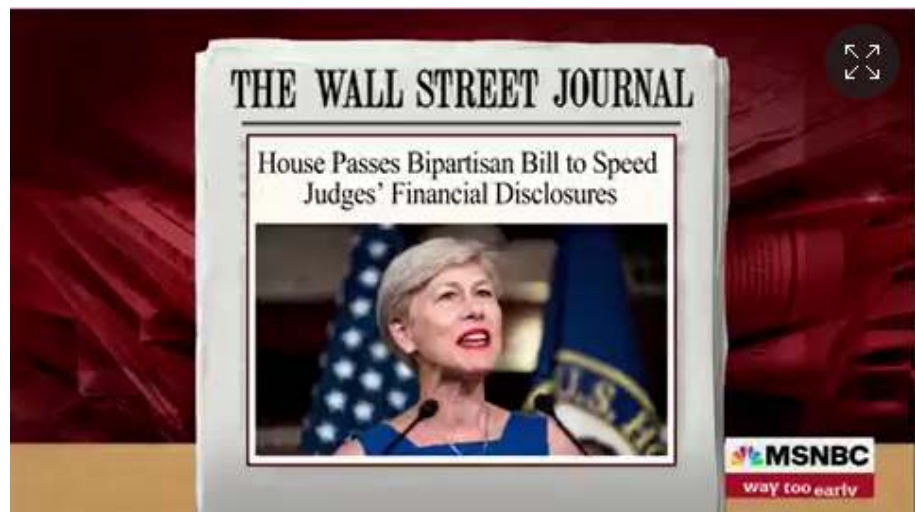 THE WALL STREET JOURNAL
House Passes Bipartisan Bill to Speed
Judges' Financial Disclosures
U.S. H
MSNBC
way too early